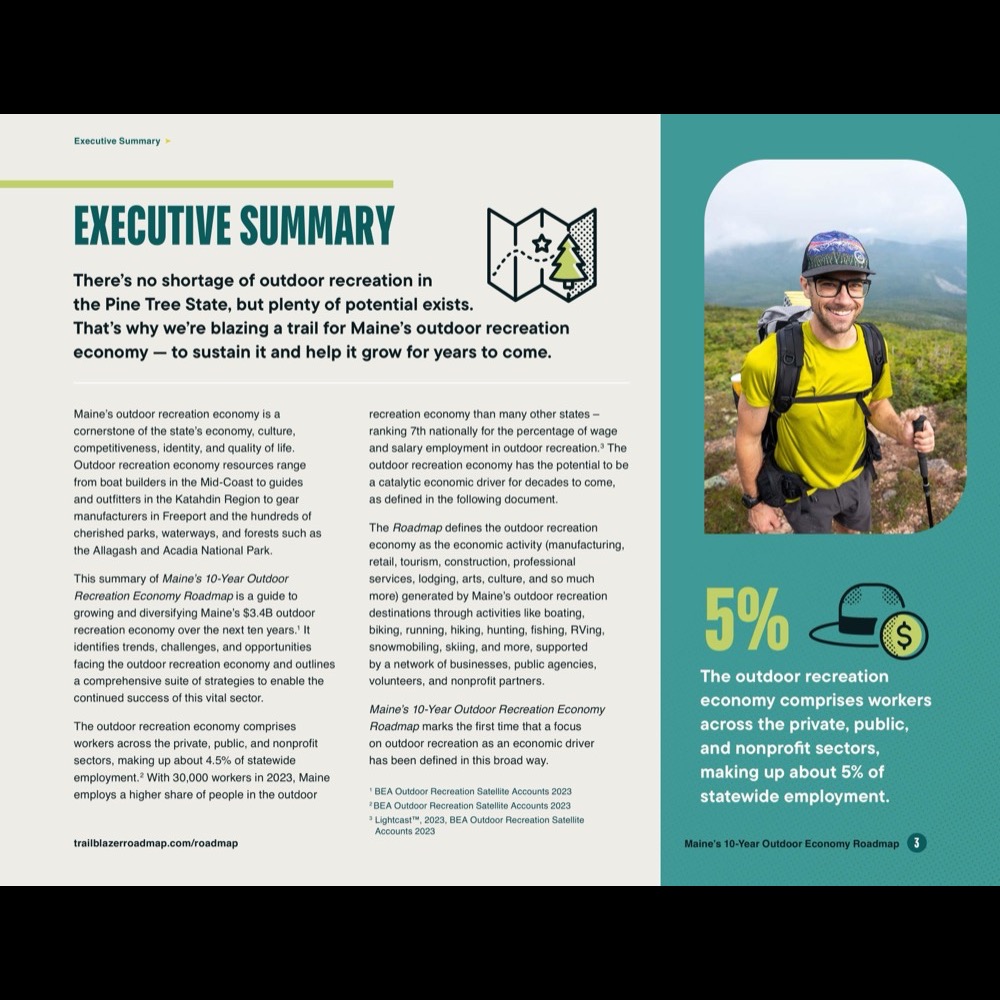 Executive Summary
EXECUTIVE SUMMARY
There's no shortage of outdoor recreation in
the Pine Tree State, but plenty of potential exists.
That's why we're blazing a trail for Maine's outdoor recreation
economy — to sustain it and help it grow for years to come.
Maine's outdoor recreation economy is a
cornerstone of the state's economy, culture,
competitiveness, identity, and quality of life.
Outdoor recreation economy resources range
from boat builders in the Mid-Coast to guides
and outfitters in the Katahdin Region to gear
manufacturers in Freeport and the hundreds of
cherished parks, waterways, and forests such as
the Allagash and Acadia National Park.
This summary of Maine's 10-Year Outdoor
Recreation Economy Roadmap is a guide to
growing and diversifying Maine's $3.4B outdoor
recreation economy over the next ten years.¹ It
identifies trends, challenges, and opportunities
facing the outdoor recreation economy and outlines
a comprehensive suite of strategies to enable the
continued success of this vital sector.
The outdoor recreation economy comprises
workers across the private, public, and nonprofit
sectors, making up about 4.5% of statewide
employment.² With 30,000 workers in 2023, Maine
employs a higher share of people in the outdoor
recreation economy than many other states –
ranking 7th nationally for the percentage of wage
and salary employment in outdoor recreation.³ The
outdoor recreation economy has the potential to be
a catalytic economic driver for decades to come,
as defined in the following document.
The Roadmap defines the outdoor recreation
economy as the economic activity (manufacturing,
retail, tourism, construction, professional
services, lodging, arts, culture, and so much
more) generated by Maine's outdoor recreation
destinations through activities like boating,
biking, running, hiking, hunting, fishing, RVing,
snowmobiling, skiing, and more, supported
by a network of businesses, public agencies,
volunteers, and nonprofit partners.
Maine's 10-Year Outdoor Recreation Economy
Roadmap marks the first time that a focus
on outdoor recreation as an economic driver
has been defined in this broad way.
¹ BEA Outdoor Recreation Satellite Accounts 2023
² BEA Outdoor Recreation Satellite Accounts 2023
³ Lightcast™, 2023, BEA Outdoor Recreation Satellite
Accounts 2023
trailblazerroadmap.com/roadmap
5%
$
The outdoor recreation
economy comprises workers
across the private, public,
and nonprofit sectors,
making up about 5% of
statewide employment.
Maine's 10-Year Outdoor Economy Roadmap 3